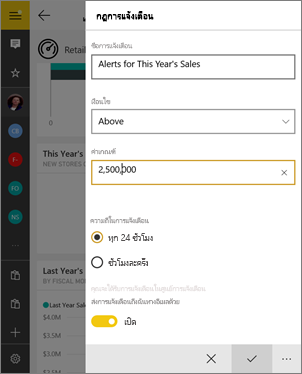 กฎการแจ้งเตือน
Retai
ชื่อการแจ้งเตือน
Alerts for This Year's Sales
CB
F-
FO
NS
เงื่อนไข
Above
This Year's
NEW STORES
ค่าเกณฑ์
2,500,000
ความถี่ในการแจ้งเตือน
ทุก 24 ชั่วโมง
ชั่วโมงละครั้ง
Last Year's
BY FISCAL MO
คุณจะได้รับการแจ้งเตือนในศูนย์การแจ้งเตือน
ส่งการแจ้งเตือนถึงฉันทางอีเมลด้วย
Last Year Sale
$4.0M
เปิด
$3.5M
$3.0M
$2.5M